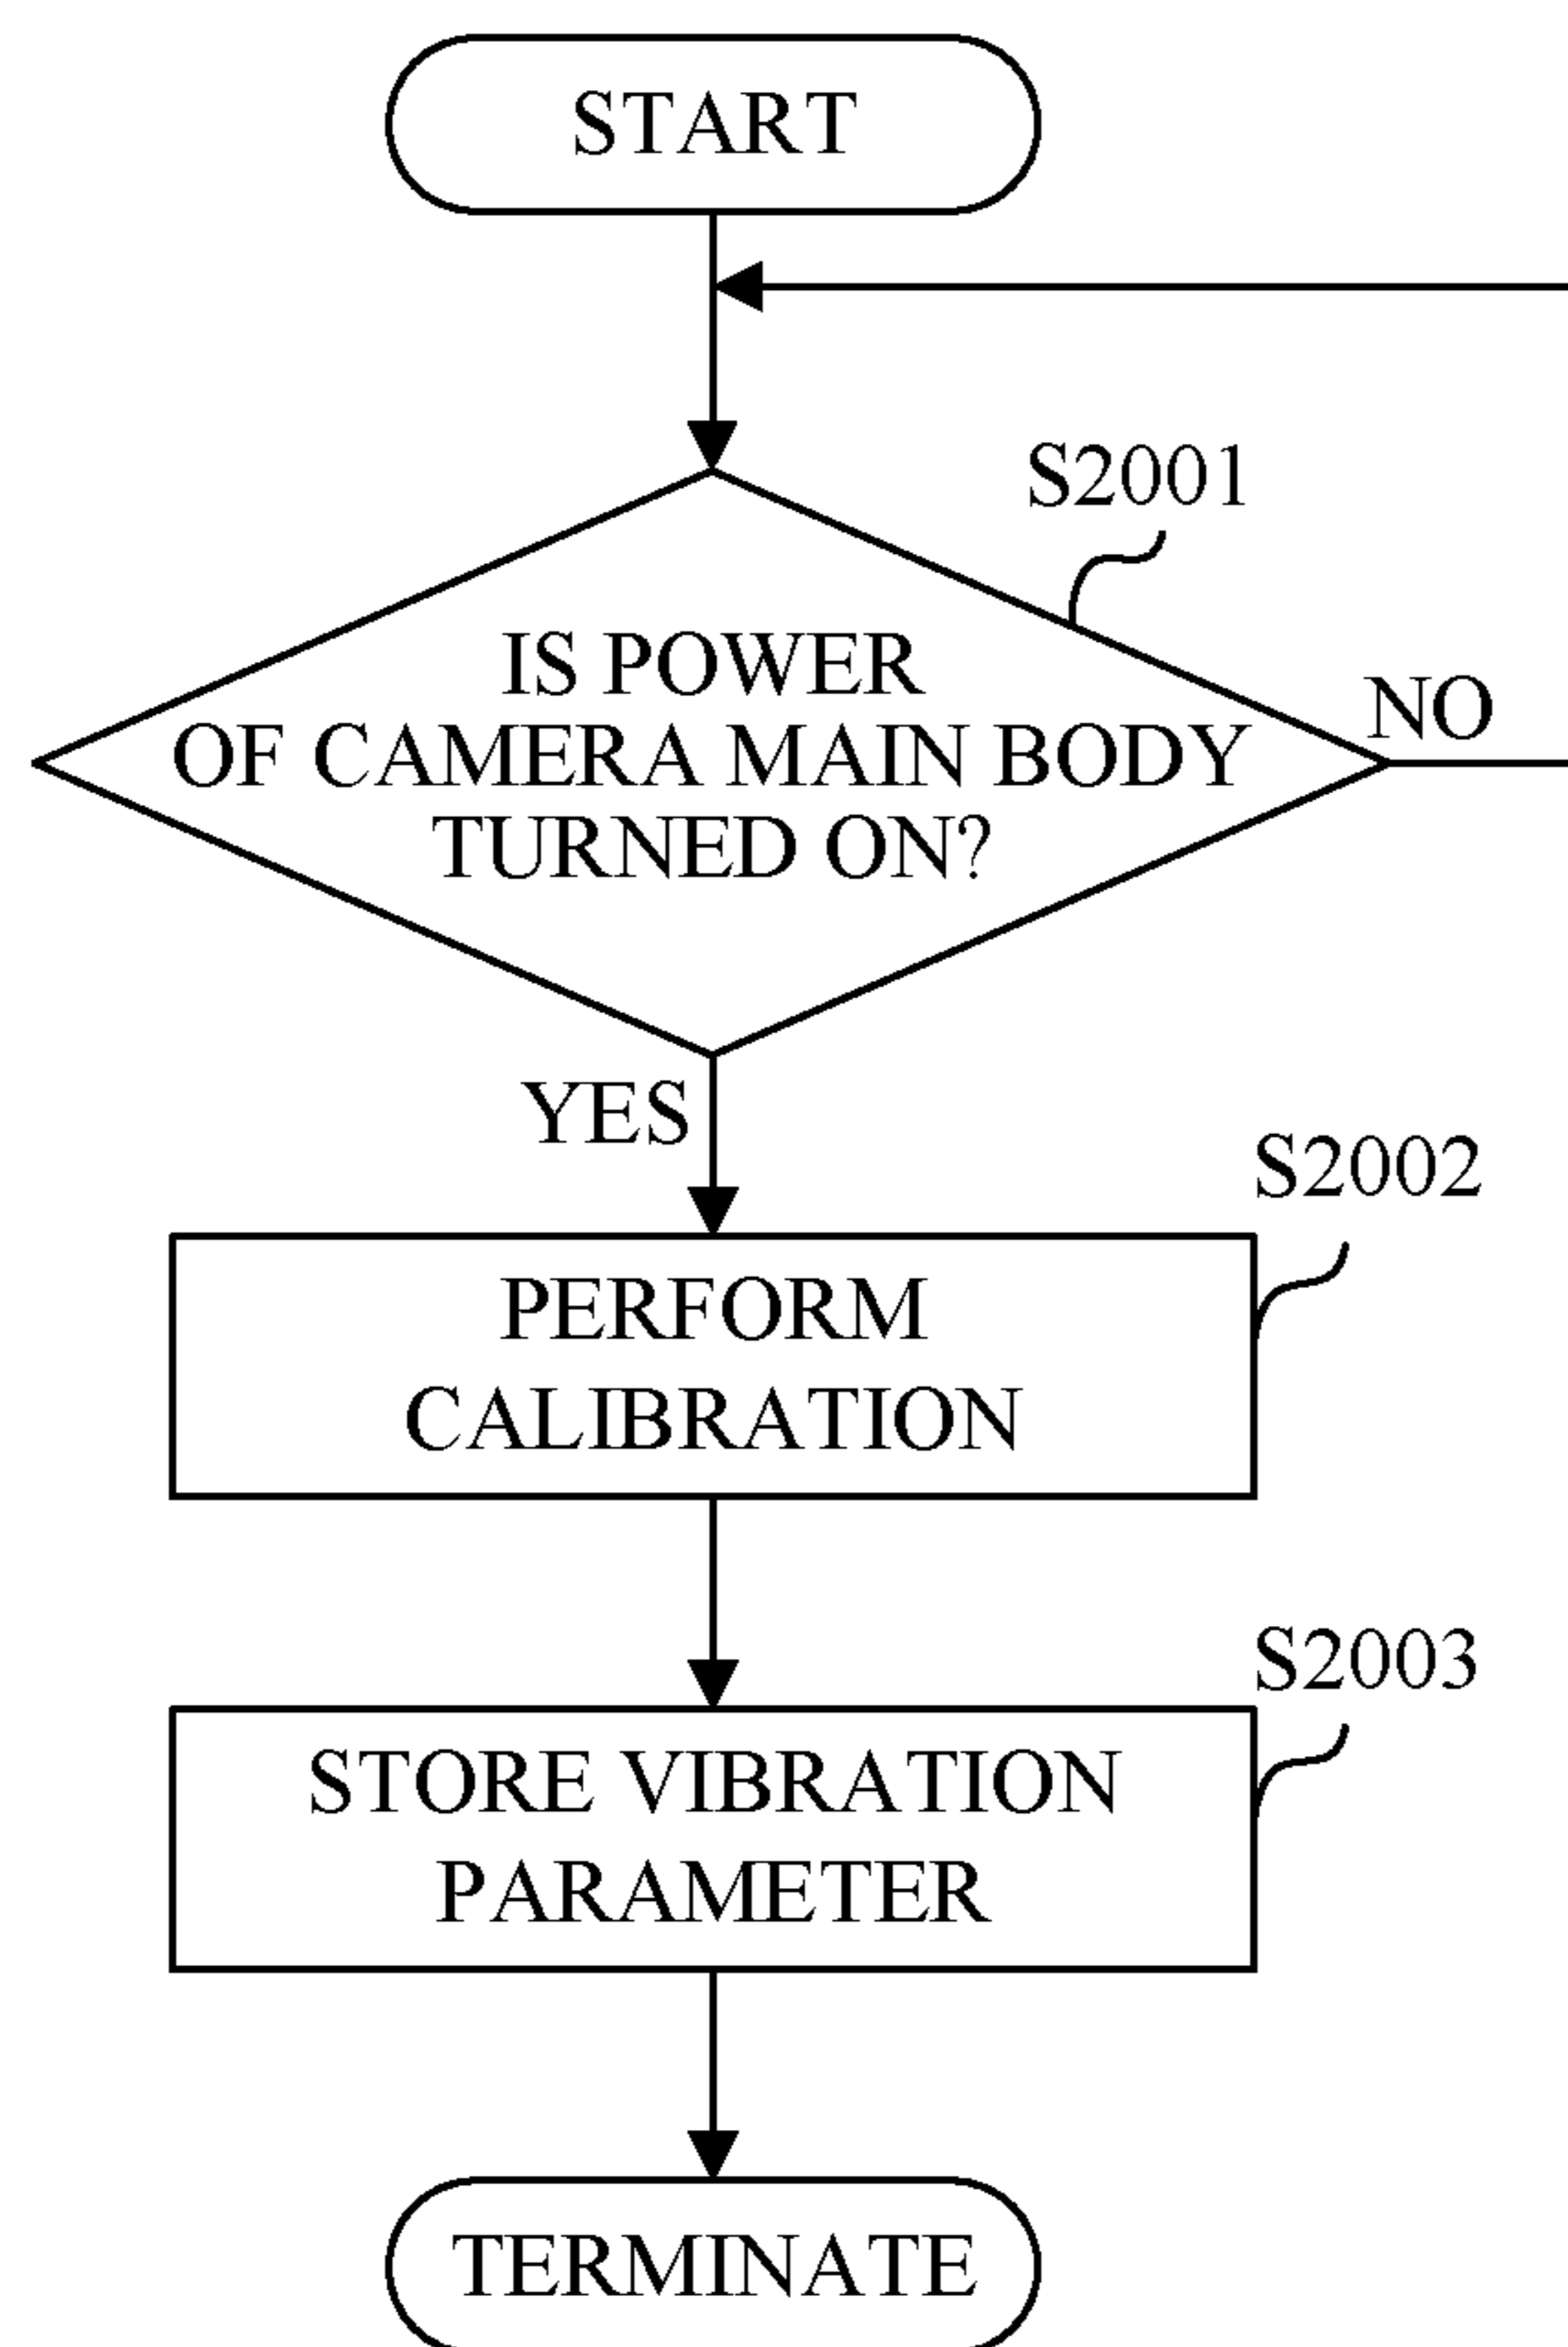 START
S2001
IS POWER
OF CAMERA MAIN BODY
TURNED ON?
NO
YES
S2002
PERFORM
CALIBRATION
S2003
STORE VIBRATION
PARAMETER
TERMINATE